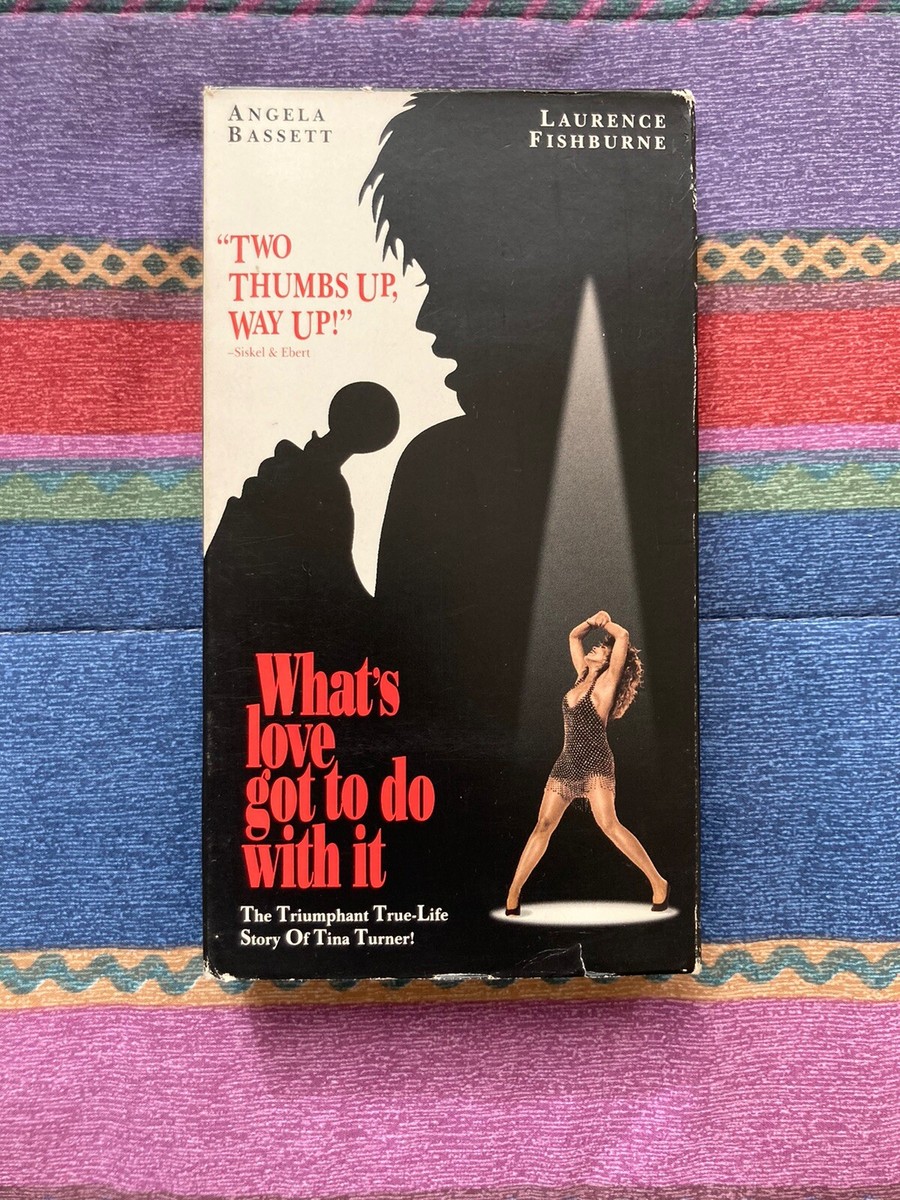 ANGELA
BASSETT
LAURENCE
FISHBURNE
“TWO
THUMBS UP,
WAY UP!”
–Siskel & Ebert
What's
love
got to do
with it
The Triumphant True-Life
Story Of Tina Turner!